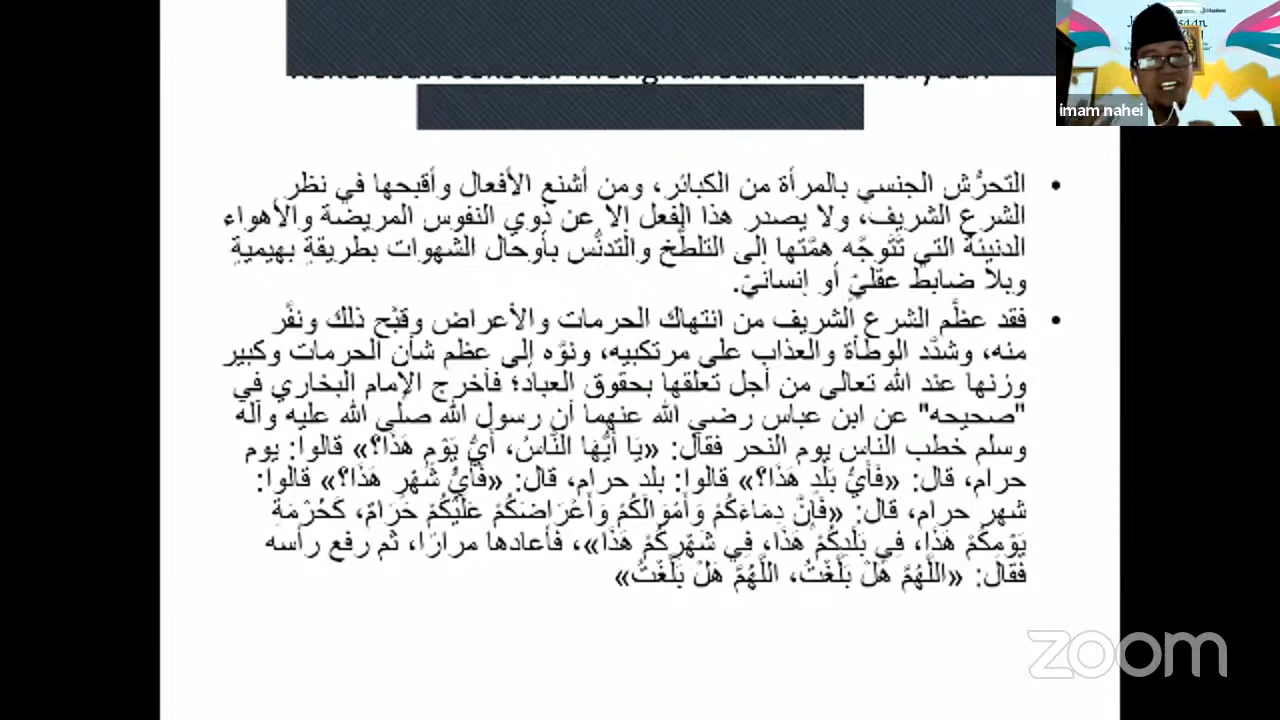 التحرُّش الجنسي بالمرأة من الكبائر، ومن أشنع الأفعال وأقبحها في نظر
الشرع الشريف، ولا يصدر هذا الفعل إلا عن ذوي النفوس المريضة والأهواء
الدنيئة التي تَتَوجَّه همَّتها إلى التلطُّخ والتدنُّس بأوحال الشهوات بطريقةٍ بهيميةٍ
وبلا ضابط عقليّ أو إنسانيّ.
فقد عظَّم الشرع الشريف من انتهاك الحرمات والأعراض وقبَّح ذلك ونفَّر
منه، وشدَّد الوطأة والعذاب على مرتكبيه، ونوَّه إلى عظم شأن الحرمات وكبير
وزنها عند الله تعالى من أجل تعلقها بحقوق العباد؛ فأخرج الإمام البخاري في
"صحيحه" عن ابن عباس رضي الله عنهما أن رسول الله صلَّى الله عليه وآله
وسلم خطب الناس يوم النحر فقال: «يَا أَيُّهَا النَّاسُ، أَيُّ يَوْمٍ هَذَا؟» قالوا: يوم
حرام، قال: «فَأَيُّ بَلَدٍ هَذَا؟» قالوا: بلد حرام، قال: «فَأَيُّ شَهْرٍ هَذَا؟» قالوا:
شهر حرام، قال: «فَإِنَّ دِمَاءَكُمْ وَأَمْوَالَكُمْ وَأَعْرَاضَكُمْ عَلَيْكُمْ حَرَامٌ، كَحُرْمَةِ
يَوْمِكُمْ هَذَا، فِي بَلَدِكُمْ هَذَا، فِي شَهْرِكُمْ هَذَا»، فأعادها مرارًا، ثم رفع رأسه
فقال: «اللَّهُمَّ هَلْ بَلَّغْتُ، اللَّهُمَّ هَلْ بَلَّغْتُ»
imam nahei
zoom